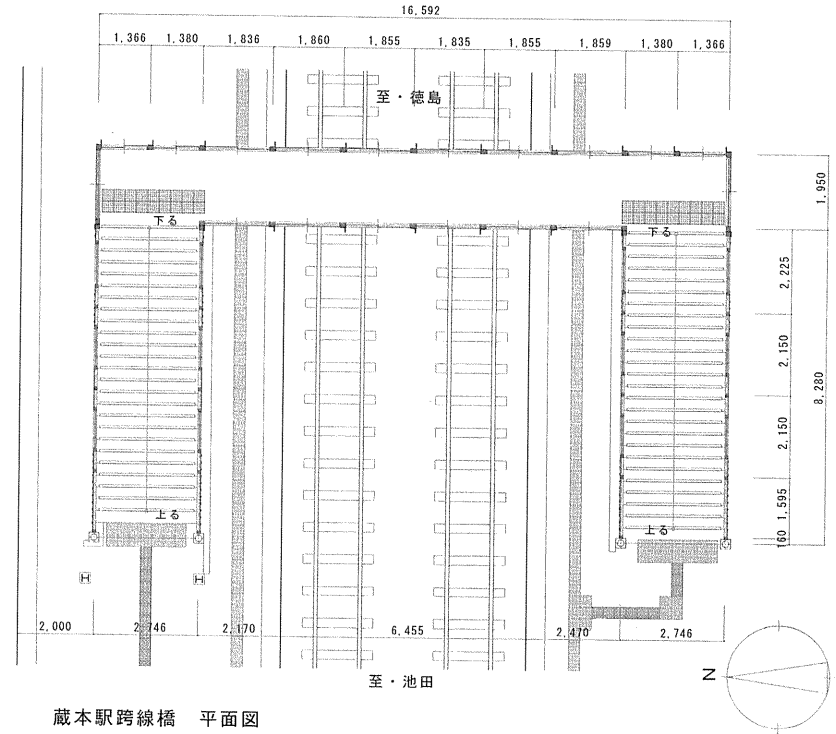 16,592
1,366 1,380 1,836 1,860 1,855 1,835 1,855 1,859 1,380 1,366
至・徳島
1,950
下る
下る
2,225
2,150
8,280
2,150
1,595
160
上る
上る
H
H
2,000 2,746 2,170 6,455 2,470 2,746
至・池田
N
蔵本駅跨線橋 平面図